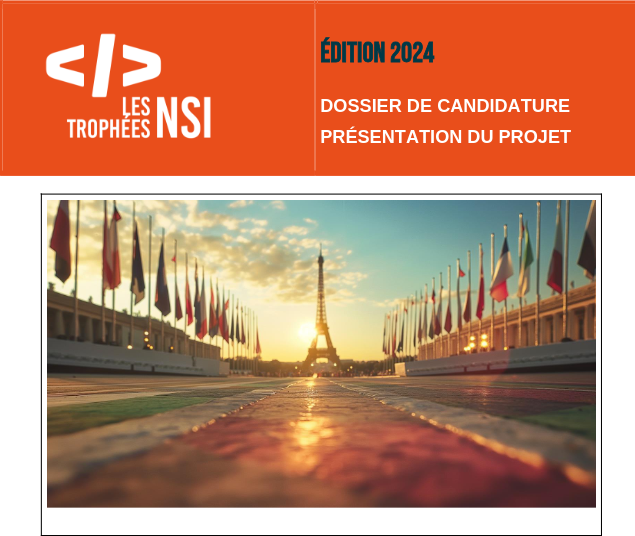 </>
LES
TROPHÉES NSI
ÉDITION 2024
DOSSIER DE CANDIDATURE
PRÉSENTATION DU PROJET